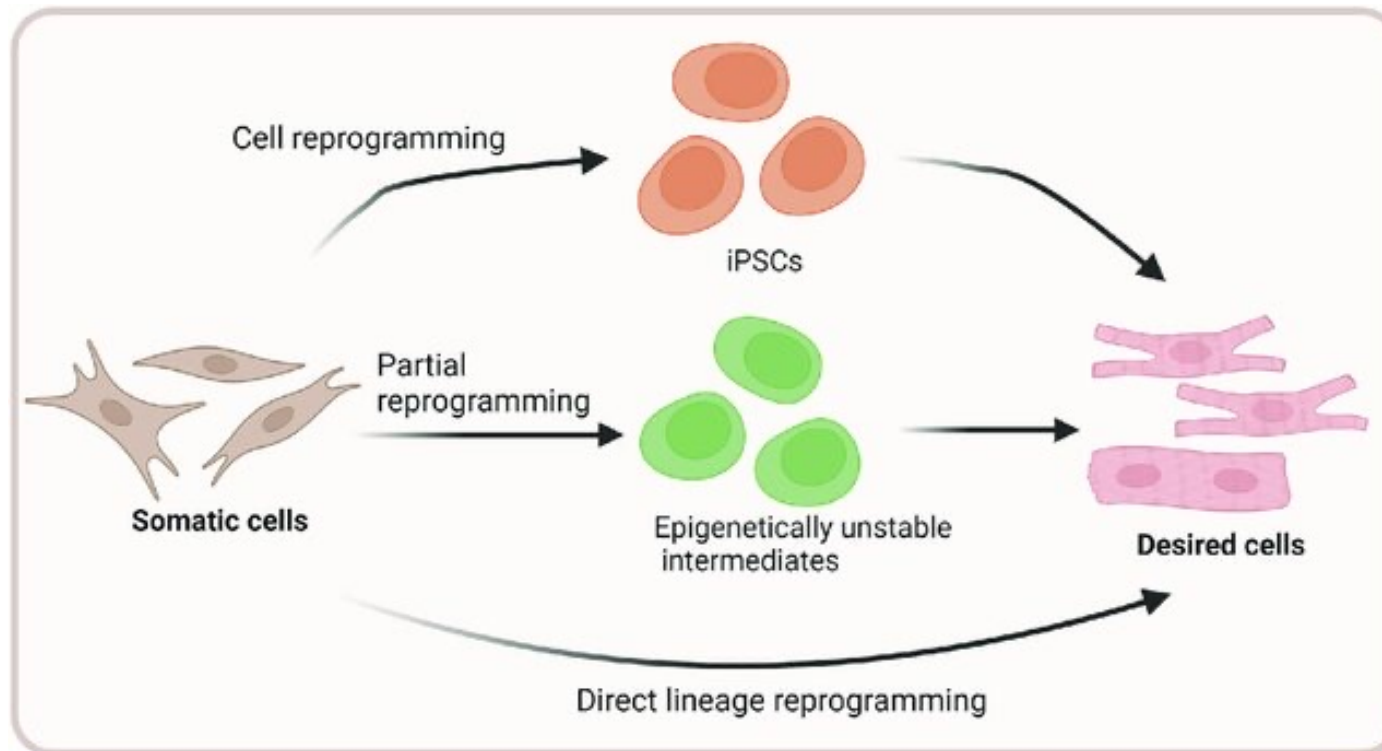 Cell reprogramming
iPSCs
Partial
reprogramming
Somatic cells
Epigenetically unstable
intermediates
Desired cells
Direct lineage reprogramming